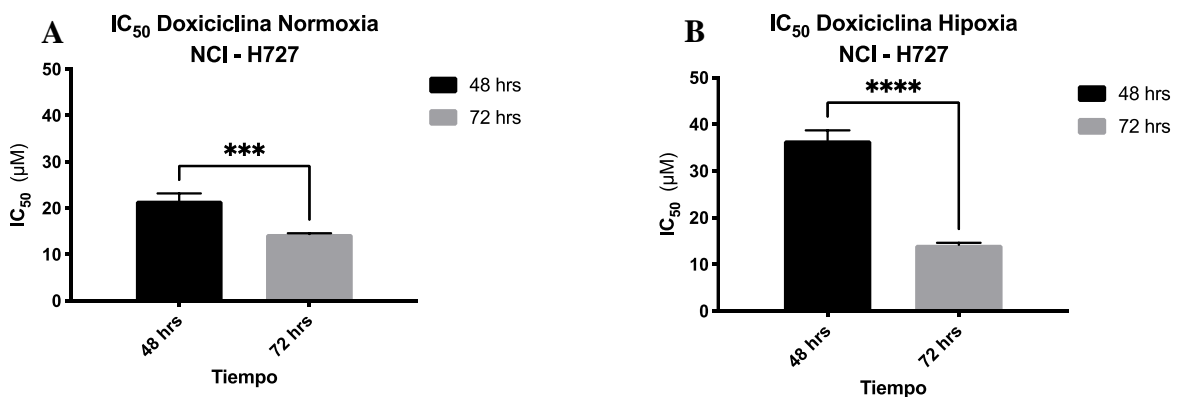 A
IC50 Doxiciclina Normoxia
NCI - H727
50
40
30
20
10
0
IC50 (µM)
***
48 hrs
72 hrs
Tiempo
48 hrs
72 hrs
B
IC50 Doxiciclina Hipoxia
NCI - H727
50
40
30
20
10
0
IC50 (µM)
****
48 hrs
72 hrs
Tiempo
48 hrs
72 hrs